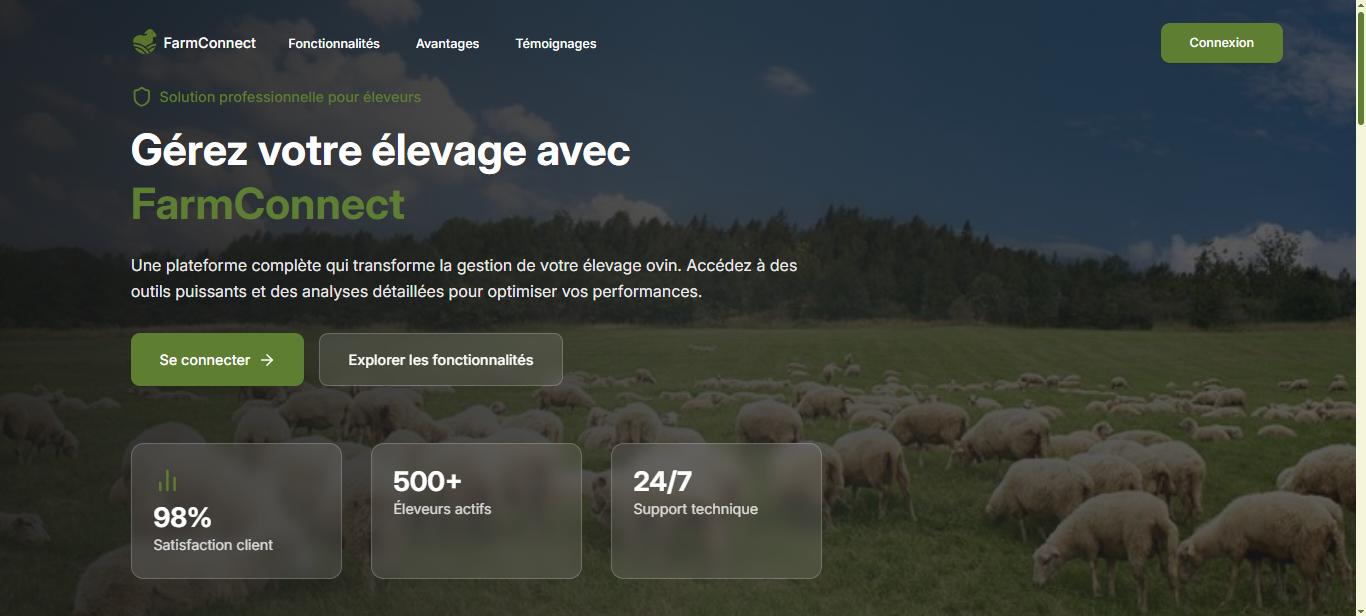 FarmConnect
Fonctionnalités
Avantages
Témoignages
Connexion
Solution professionnelle pour éleveurs
Gérez votre élevage avec
FarmConnect
Une plateforme complète qui transforme la gestion de votre élevage ovin. Accédez à des
outils puissants et des analyses détaillées pour optimiser vos performances.
Se connecter
Explorer les fonctionnalités
98%
Satisfaction client
500+
Éleveurs actifs
24/7
Support technique